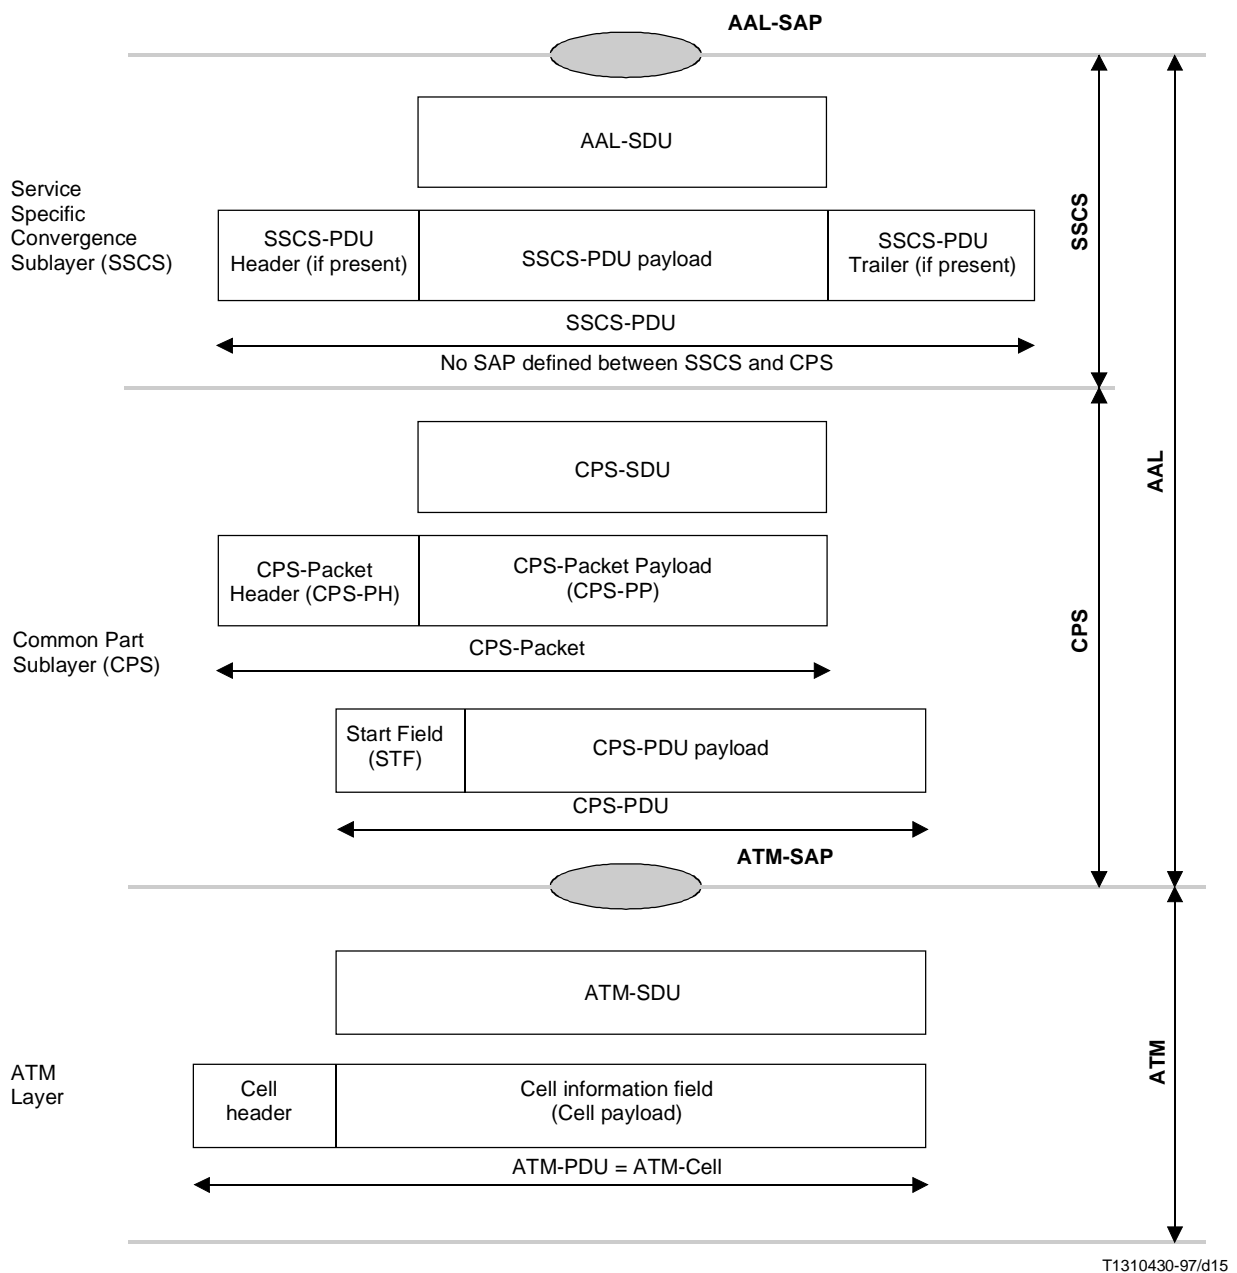 AAL-SAP
AAL-SDU
Service
Specific
Convergence
Sublayer (SSCS)
SSCS-PDU
Header (if present)
SSCS-PDU payload
SSCS-PDU
Trailer (if present)
SSCS
SSCS-PDU
No SAP defined between SSCS and CPS
CPS-SDU
AAL
CPS-Packet
Header (CPS-PH)
CPS-Packet Payload
(CPS-PP)
CPS
Common Part
Sublayer (CPS)
CPS-Packet
Start Field
(STF)
CPS-PDU payload
CPS-PDU
ATM-SAP
ATM-SDU
ATM
ATM
Layer
Cell
header
Cell information field
(Cell payload)
ATM-PDU = ATM-Cell
T1310430-97/d15